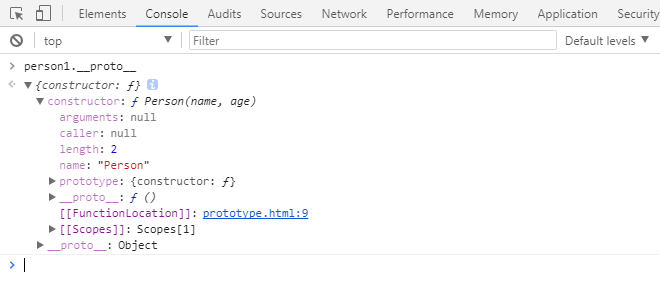 Elements Console Audits Sources Network Performance Memory Application Security
top Filter Default levels
person1.__proto__
{constructor: ƒ}
constructor: ƒ Person(name, age)
arguments: null
caller: null
length: 2
name: "Person"
prototype: {constructor: ƒ}
__proto__: ƒ ()
[[FunctionLocation]]: prototype.html:9
[[Scopes]]: Scopes[1]
__proto__: Object